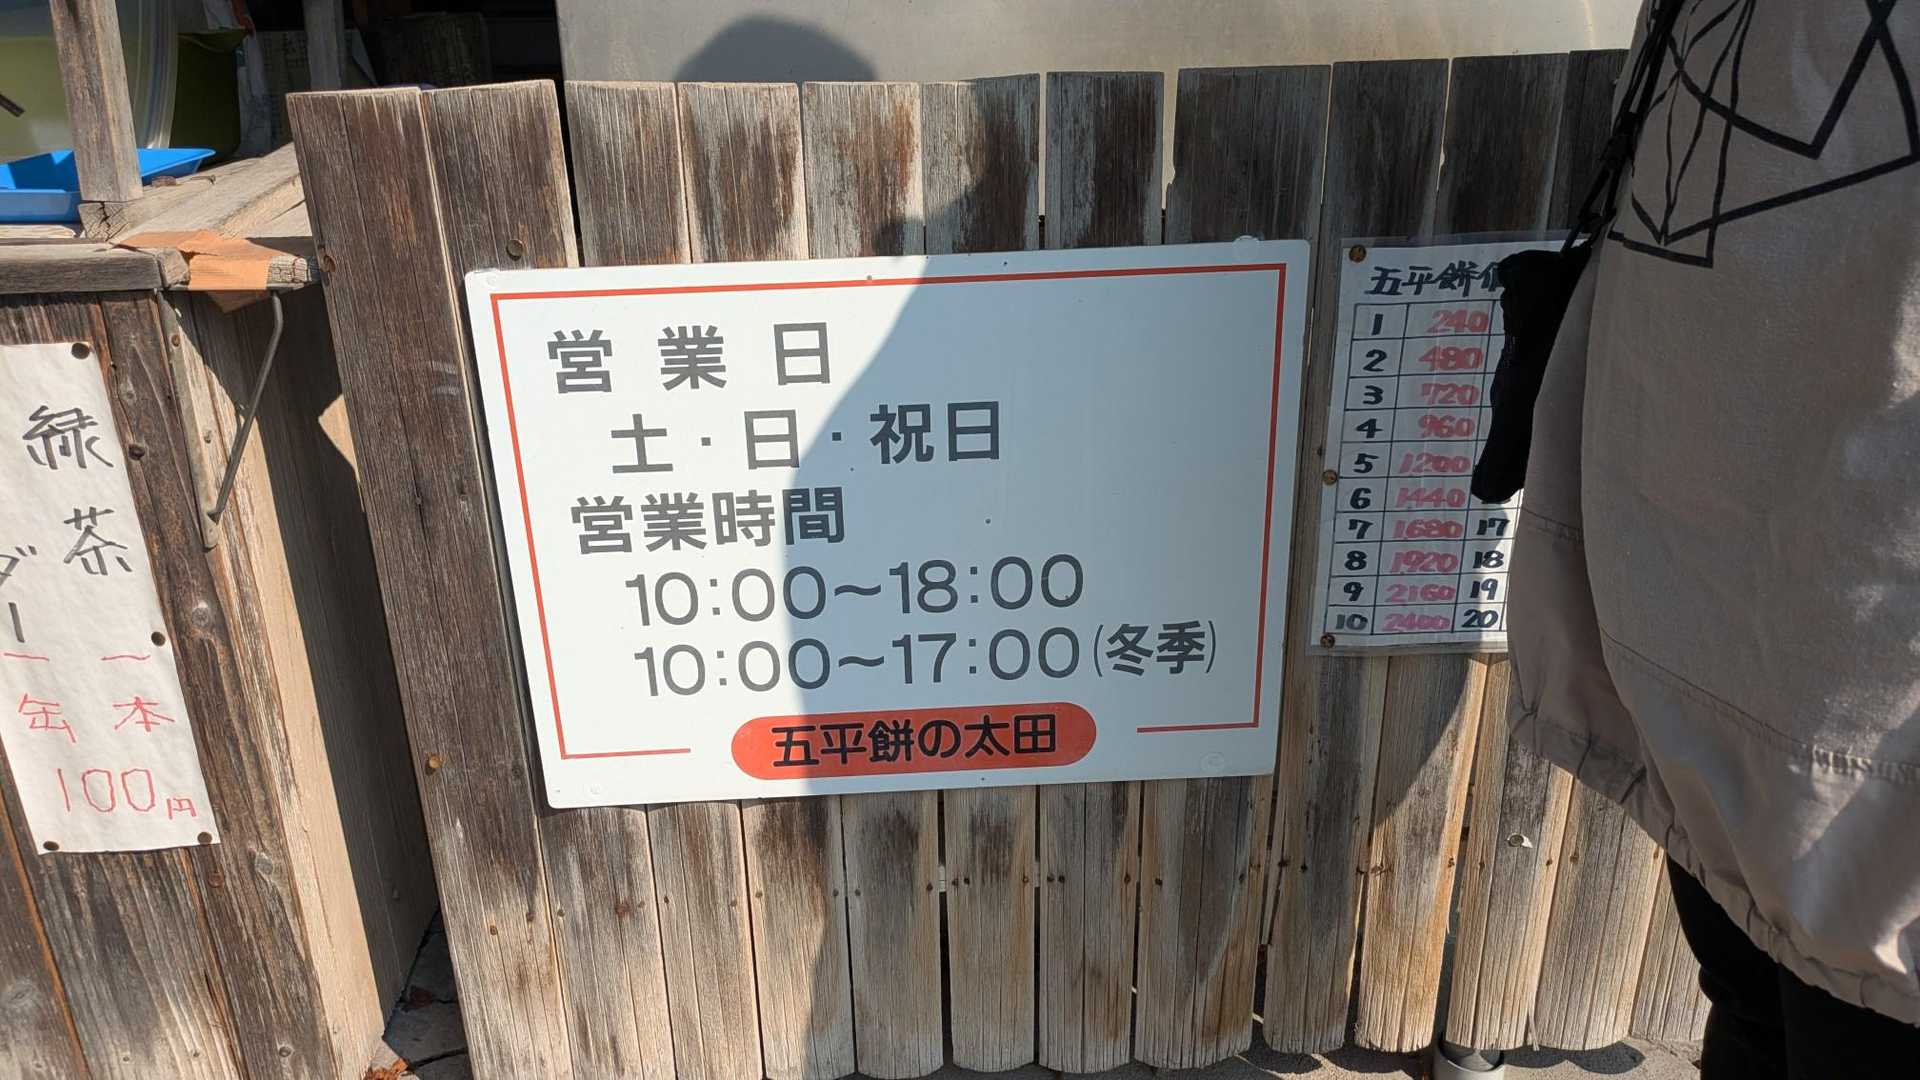 営業日
土・日・祝日
営業時間
10:00～18:00
10:00～17:00(冬季)
五平餅の太田
五平餅
1 240
2 480
3 720
4 960
5 1200
6 1440
7 1680 17
8 1920 18
9 2160 19
10 2400 20
緑茶
一本
ダー
一缶
100円